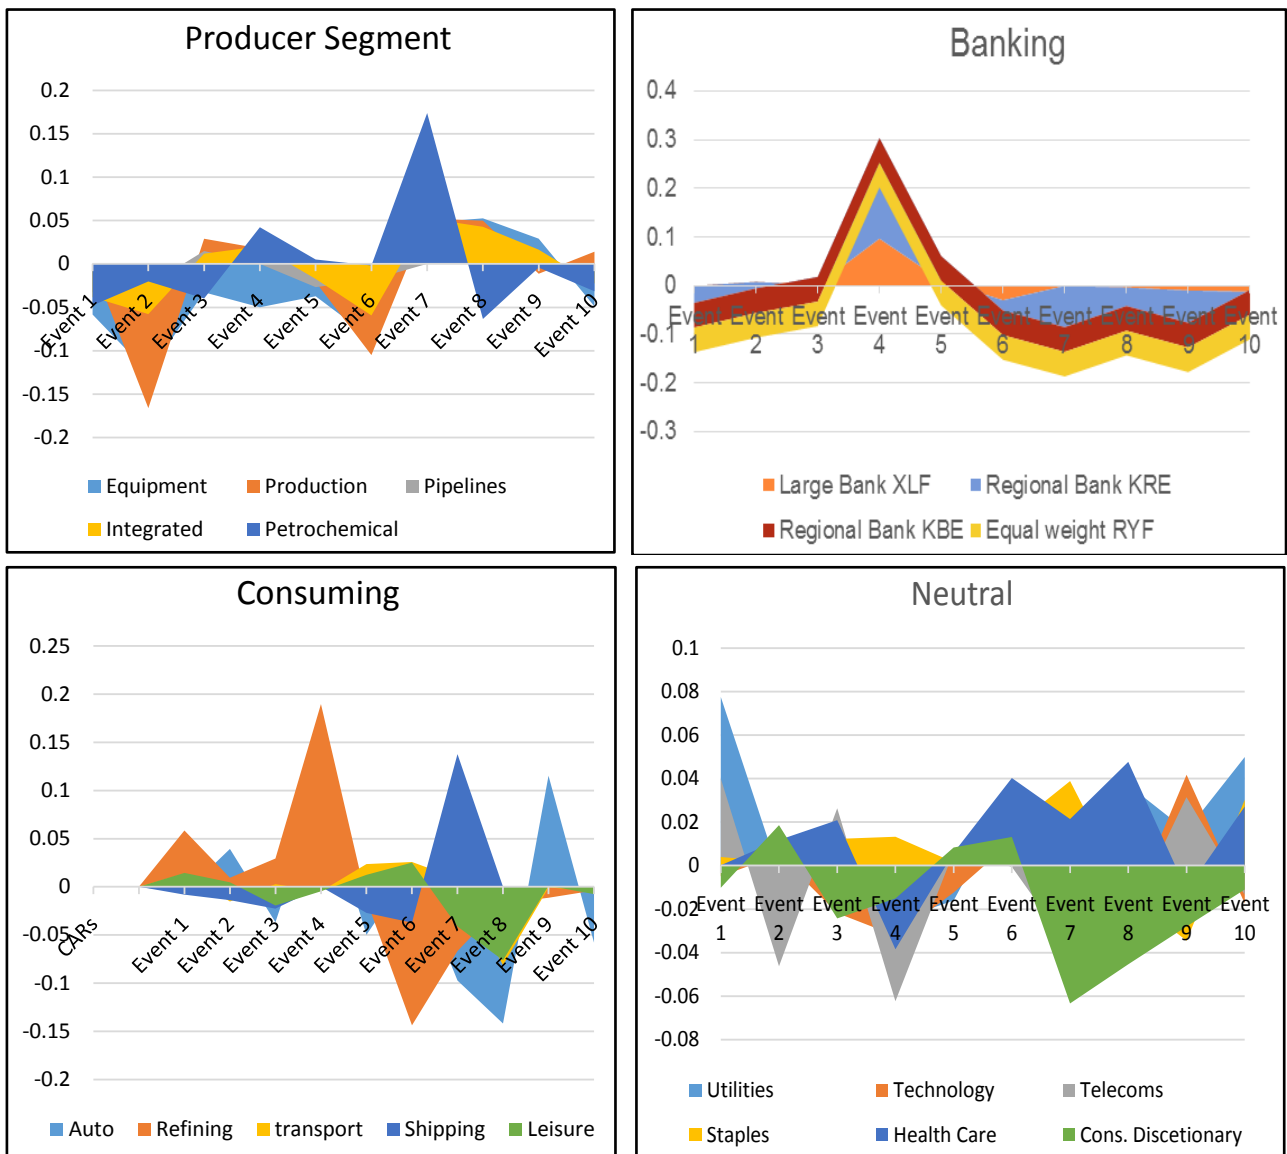 Producer Segment
0.2
0.15
0.1
0.05
0
-0.05
-0.1
-0.15
-0.2
Event 1
Event 2
Event 3
Event 4
Event 5
Event 6
Event 7
Event 8
Event 9
Event 10
Equipment Production Pipelines
Integrated Petrochemical
Banking
0.4
0.3
0.2
0.1
0
-0.1
-0.2
-0.3
Event Event Event Event Event Event Event Event Event Event
1 2 3 4 5 6 7 8 9 10
Large Bank XLF Regional Bank KRE
Regional Bank KBE Equal weight RYF
Consuming
0.25
0.2
0.15
0.1
0.05
0
-0.05
-0.1
-0.15
-0.2
CARs
Event 1
Event 2
Event 3
Event 4
Event 5
Event 6
Event 7
Event 8
Event 9
Event 10
Auto Refining transport Shipping Leisure
Neutral
0.1
0.08
0.06
0.04
0.02
0
-0.02
-0.04
-0.06
-0.08
Event Event Event Event Event Event Event Event Event Event
1 2 3 4 5 6 7 8 9 10
Utilities Technology Telecoms
Staples Health Care Cons. Discetionary